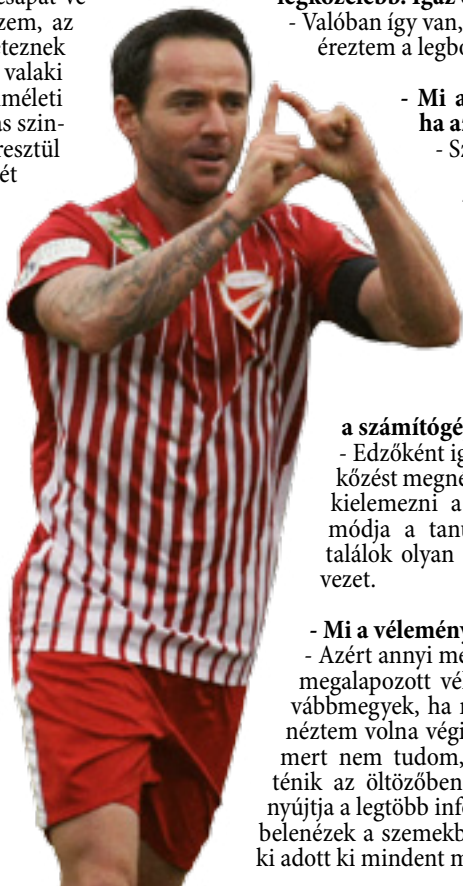 csapat ve
zem, az
teznek
valaki
méleti
as szin-
resztül
ét
legközelebb. Igaz
- Valóban így van,
éreztem a legbo
- Mi a
ha az
- Sz
a számítógé
- Edzőként ig
kőzést megne
kielemezni a
módja a tant
találok olyan
vezet.
- Mi a vélemény
- Azért annyi me
megalapozott vél
vábbmegyek, ha n
néztem volna végi
mert nem tudom,
ténik az öltözőben
nyújtja a legtöbb info
belenézek a szemekb
ki adott ki mindent m